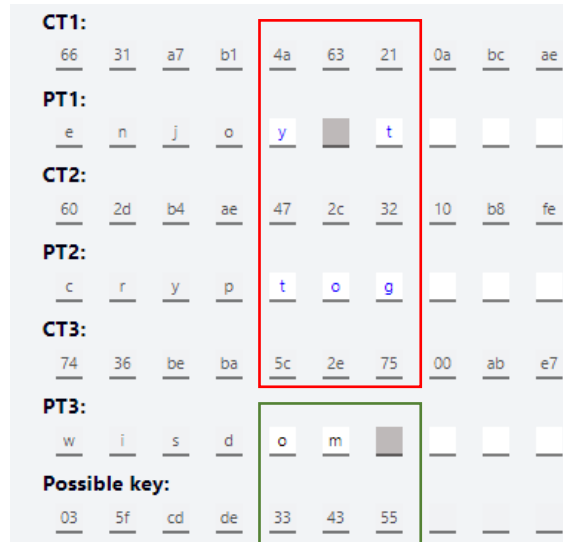 CT1:
66 31 a7 b1 4a 63 21 0a bc ae
PT1:
e n j o y t
CT2:
60 2d b4 ae 47 2c 32 10 b8 fe
PT2:
c r y p t o g
CT3:
74 36 be ba 5c 2e 75 00 ab e7
PT3:
w i s d o m
Possible key:
03 5f cd de 33 43 55